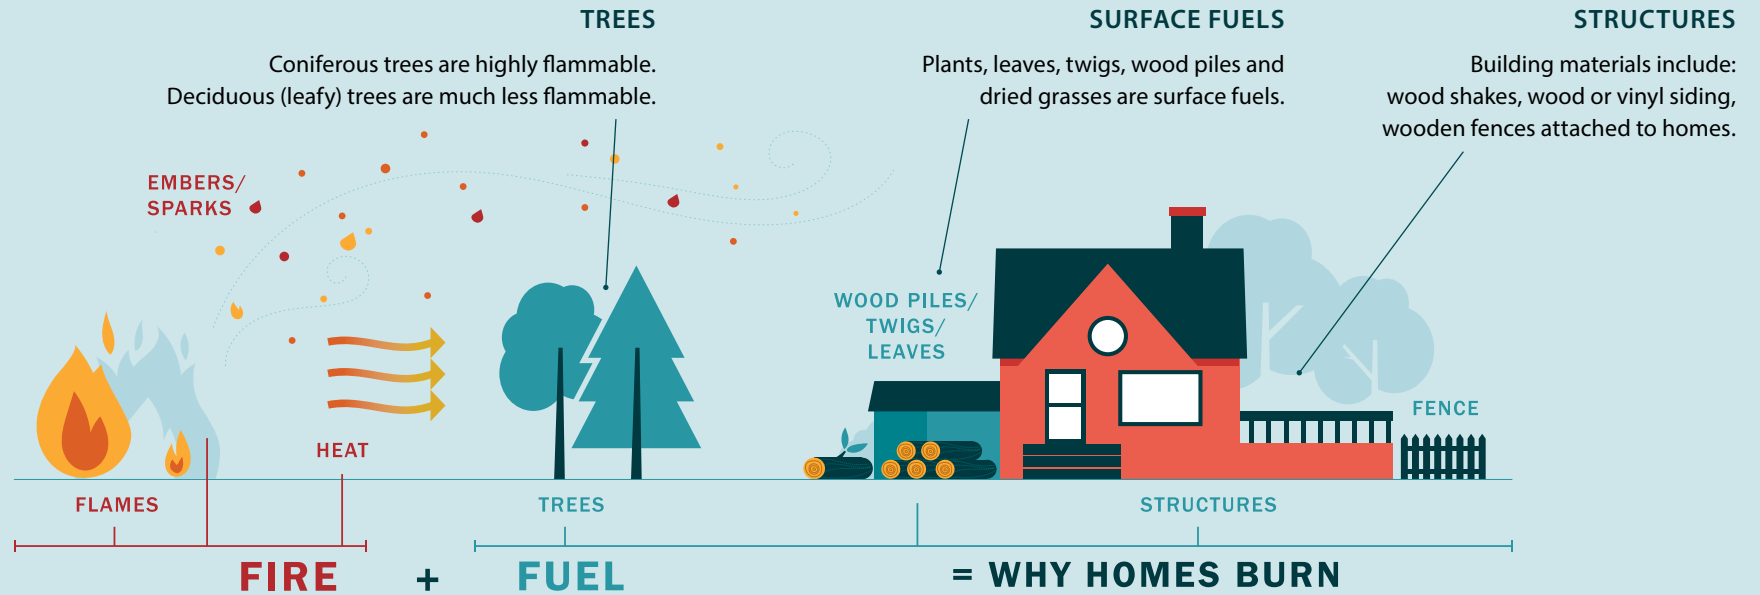 TREES
Coniferous trees are highly flammable.
Deciduous (leafy) trees are much less flammable.
SURFACE FUELS
Plants, leaves, twigs, wood piles and
dried grasses are surface fuels.
STRUCTURES
Building materials include:
wood shakes, wood or vinyl siding,
wooden fences attached to homes.
EMBERS/
SPARKS
WOOD PILES/
TWIGS/
LEAVES
FENCE
HEAT
FLAMES
TREES
STRUCTURES
FIRE + FUEL = WHY HOMES BURN